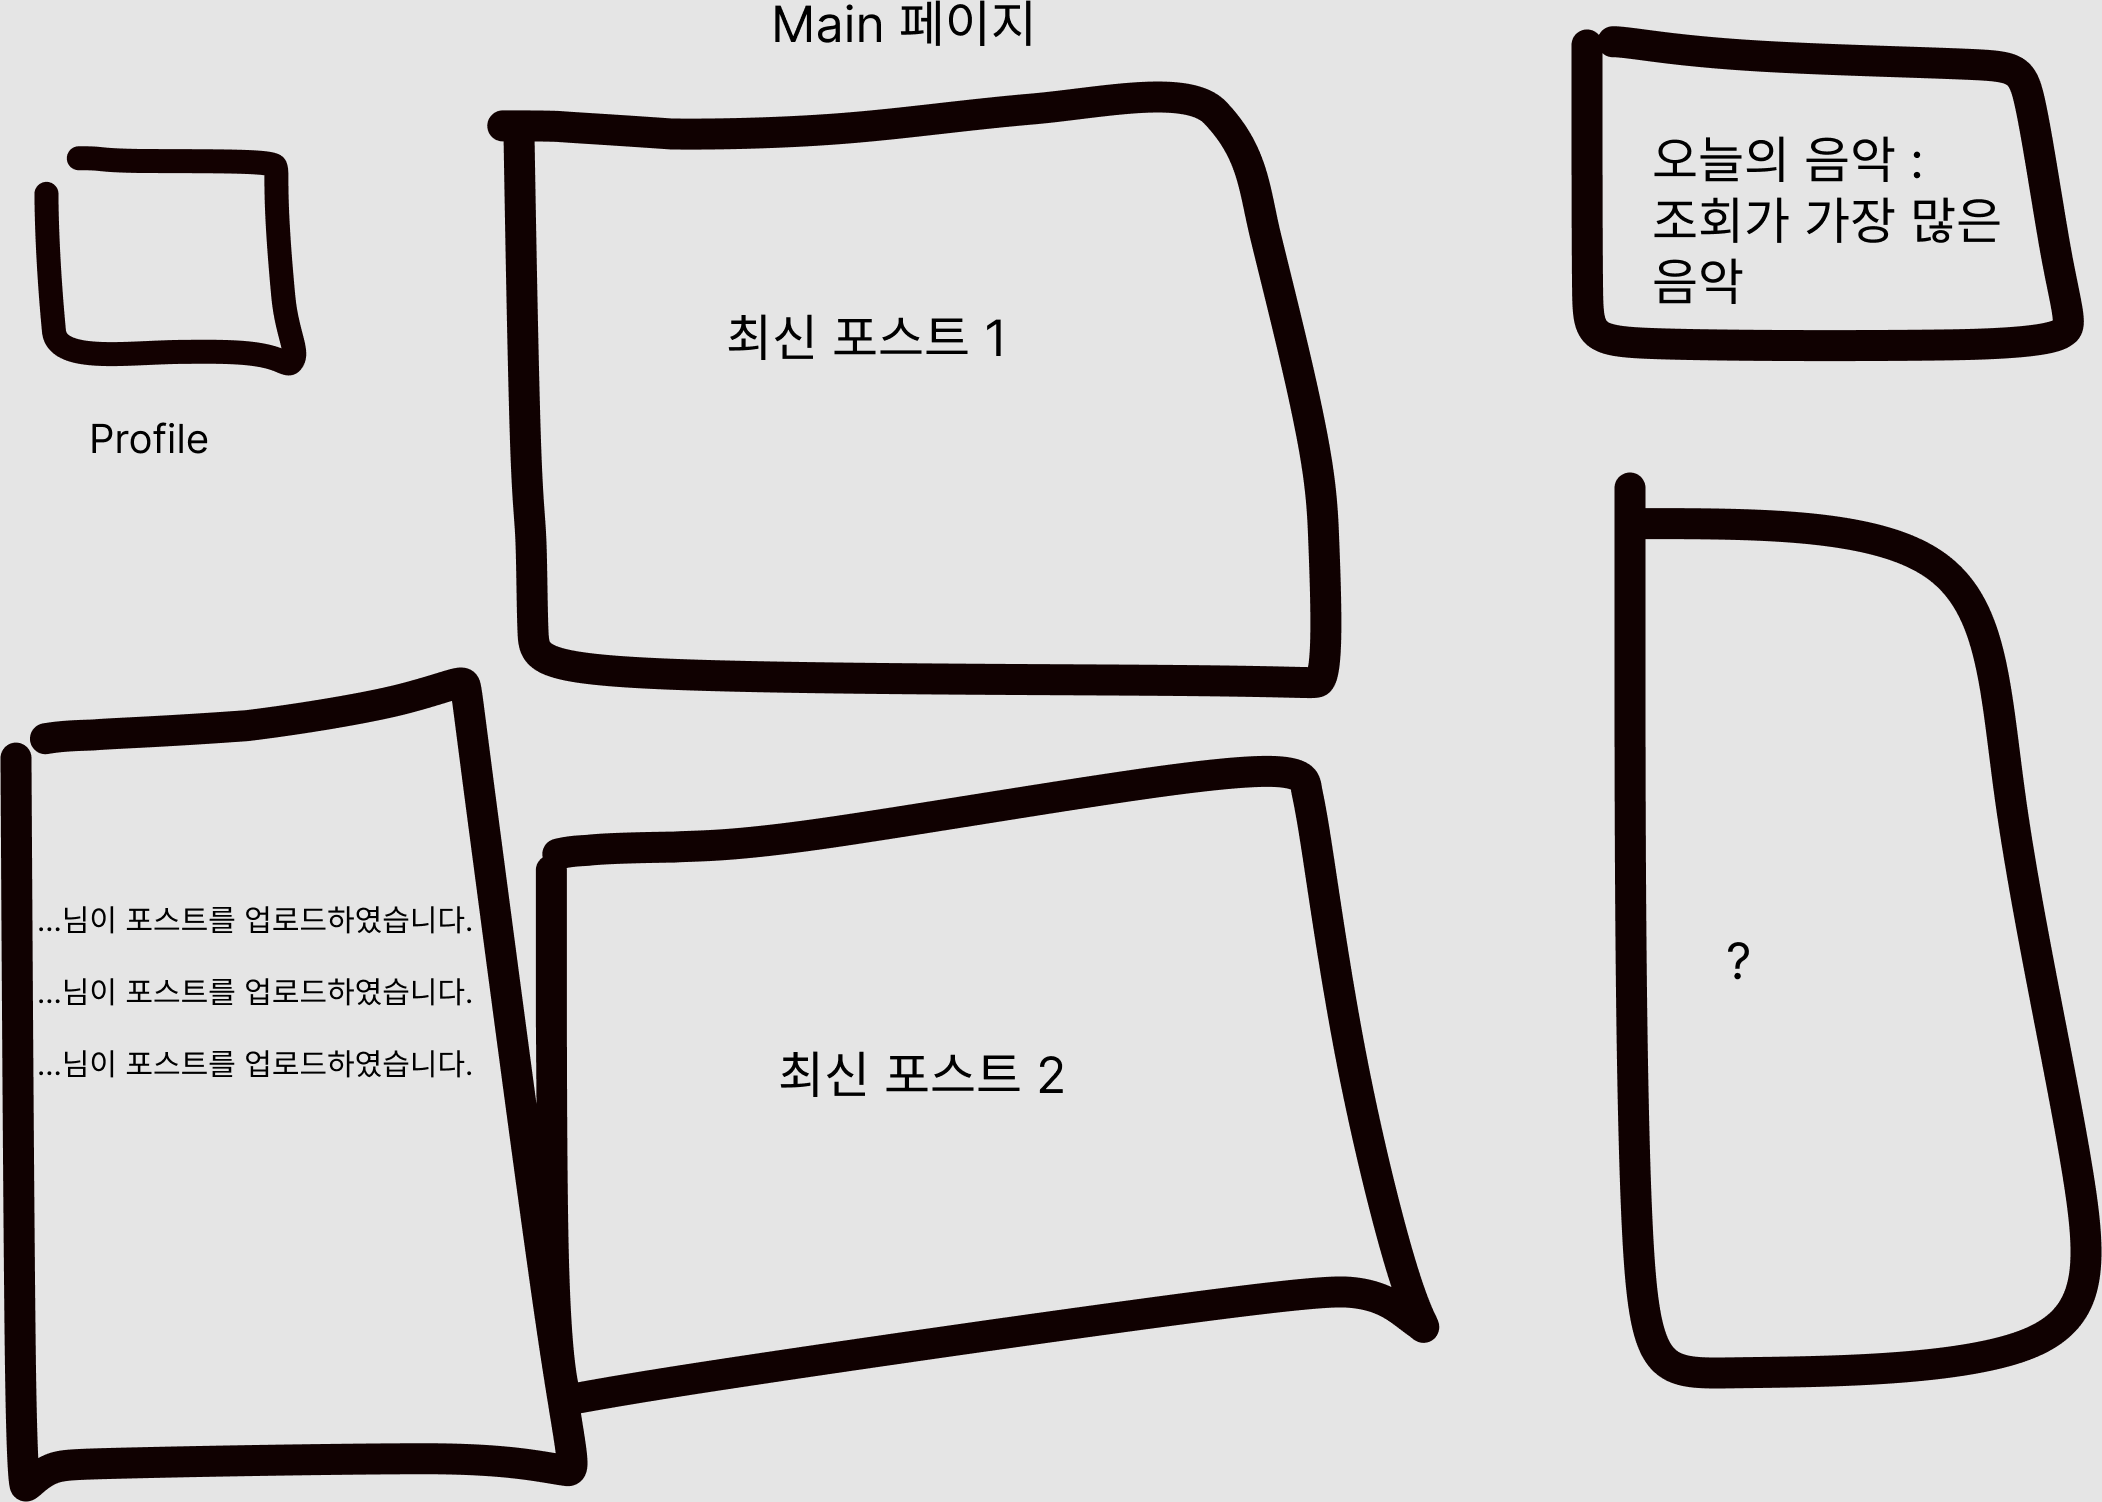 Main 페이지
Profile
최신 포스트 1
오늘의 음악 :
조회가 가장 많은
음악
...님이 포스트를 업로드하였습니다.
...님이 포스트를 업로드하였습니다.
...님이 포스트를 업로드하였습니다.
최신 포스트 2
?